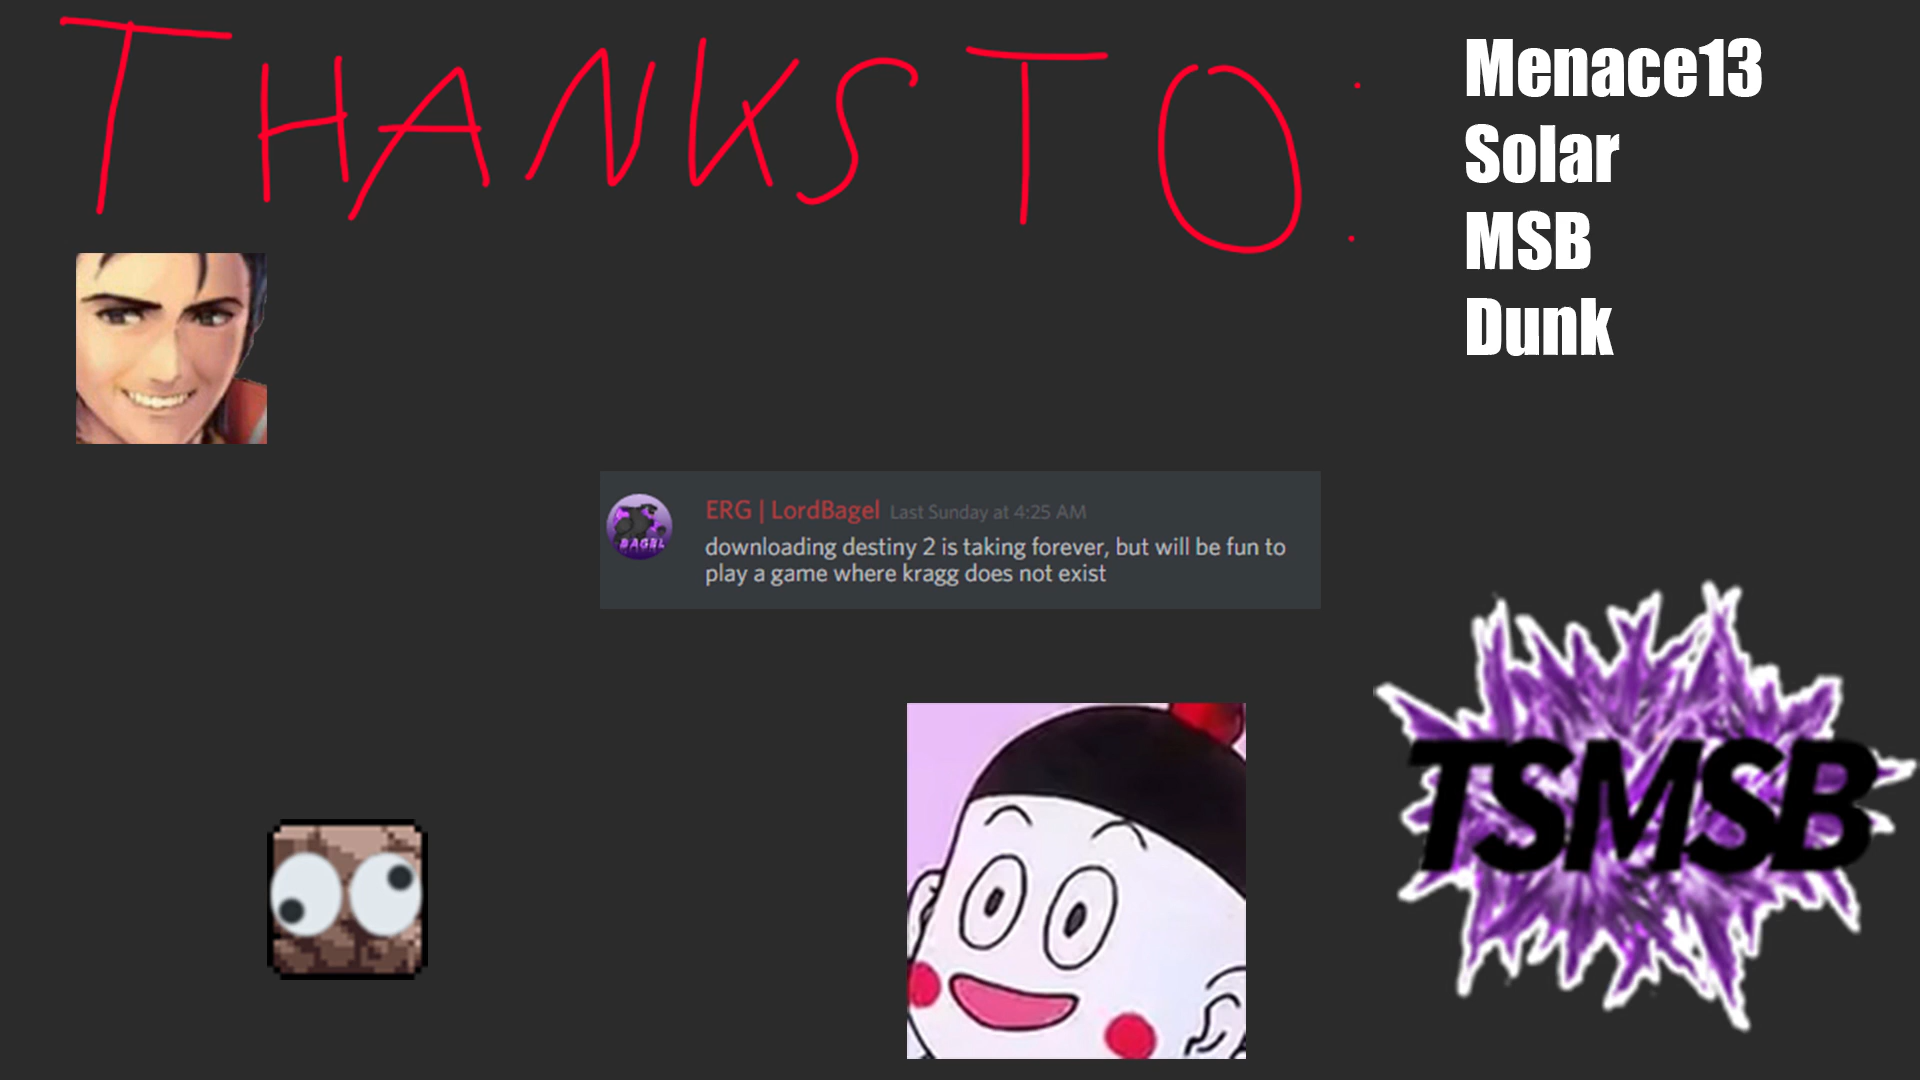 THANKS TO:
Menace13
Solar
MSB
Dunk
ERG | LordBagel Last Sunday at 4:25 AM
downloading destiny 2 is taking forever, but will be fun to
play a game where kragg does not exist
BAGEL
TSMSB